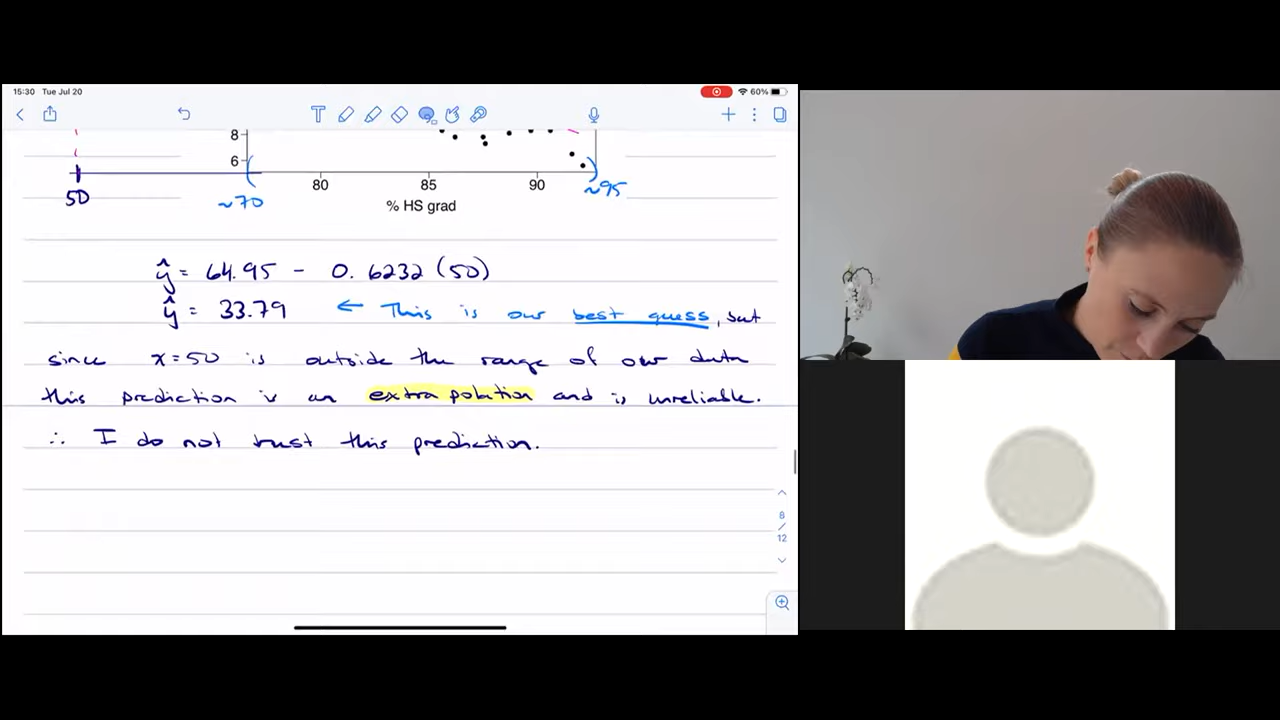 15:30 Tue Jul 20
60%
T
8
6
80 85 90
50
~70
~95
% HS grad
ŷ = 64.95 - 0.6232 (50)
ŷ = 33.79 ← This is our best guess, but
since x=50 is outside the range of our data
this prediction is an extrapolation and is unreliable.
∴ I do not trust this prediction.
8
/
12